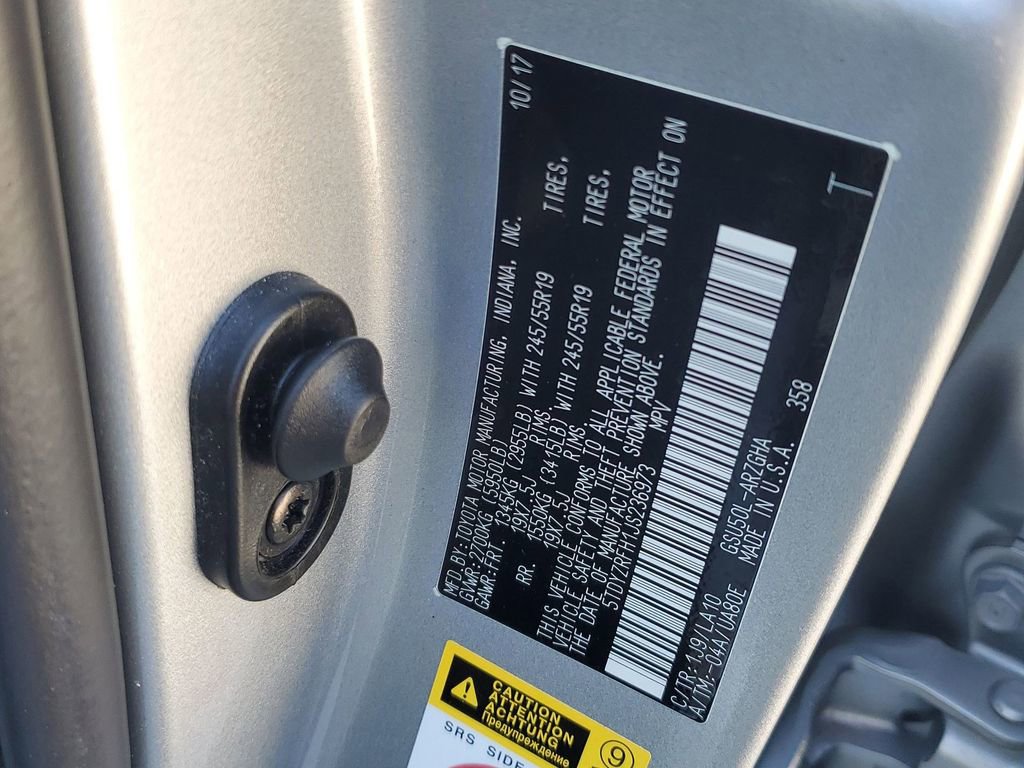 MFD.BY:TOYOTA MOTOR MANUFACTURING, INDIANA, INC. 10/17
GVWR:2700KG (5950LB)
GAWR:FRT. 1345KG (2955LB) WITH 245/55R19 TIRES,
19X7.5J RIMS.
RR. 1550KG (3415LB) WITH 245/55R19 TIRES,
19X7.5J RIMS.
THIS VEHICLE CONFORMS TO ALL APPLICABLE FEDERAL MOTOR
VEHICLE SAFETY AND THEFT PREVENTION STANDARDS IN EFFECT ON
THE DATE OF MANUFACTURE SHOWN ABOVE.
5TDYZRFH1JS236973 MPV
C/TR:1J9/LA10 GSU50L-ARZGHA 358
A/TM:-04A/UA80E MADE IN U.S.A.
T
CAUTION
ATTENTION
ACHTUNG
Предупреждение
9
SRS SIDE